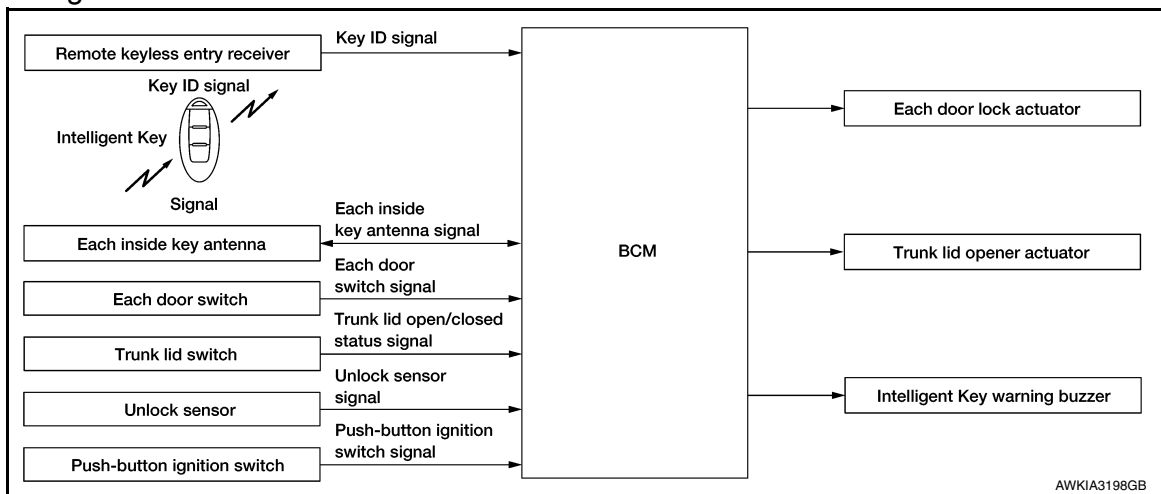 Remote keyless entry receiver
Key ID signal
Key ID signal
Intelligent Key
Signal
Each inside key antenna
Each inside
key antenna signal
Each door switch
Each door
switch signal
Trunk lid switch
Trunk lid open/closed
status signal
Unlock sensor
Unlock sensor
signal
Push-button ignition switch
Push-button ignition
switch signal
BCM
Each door lock actuator
Trunk lid opener actuator
Intelligent Key warning buzzer
AWKIA3198GB